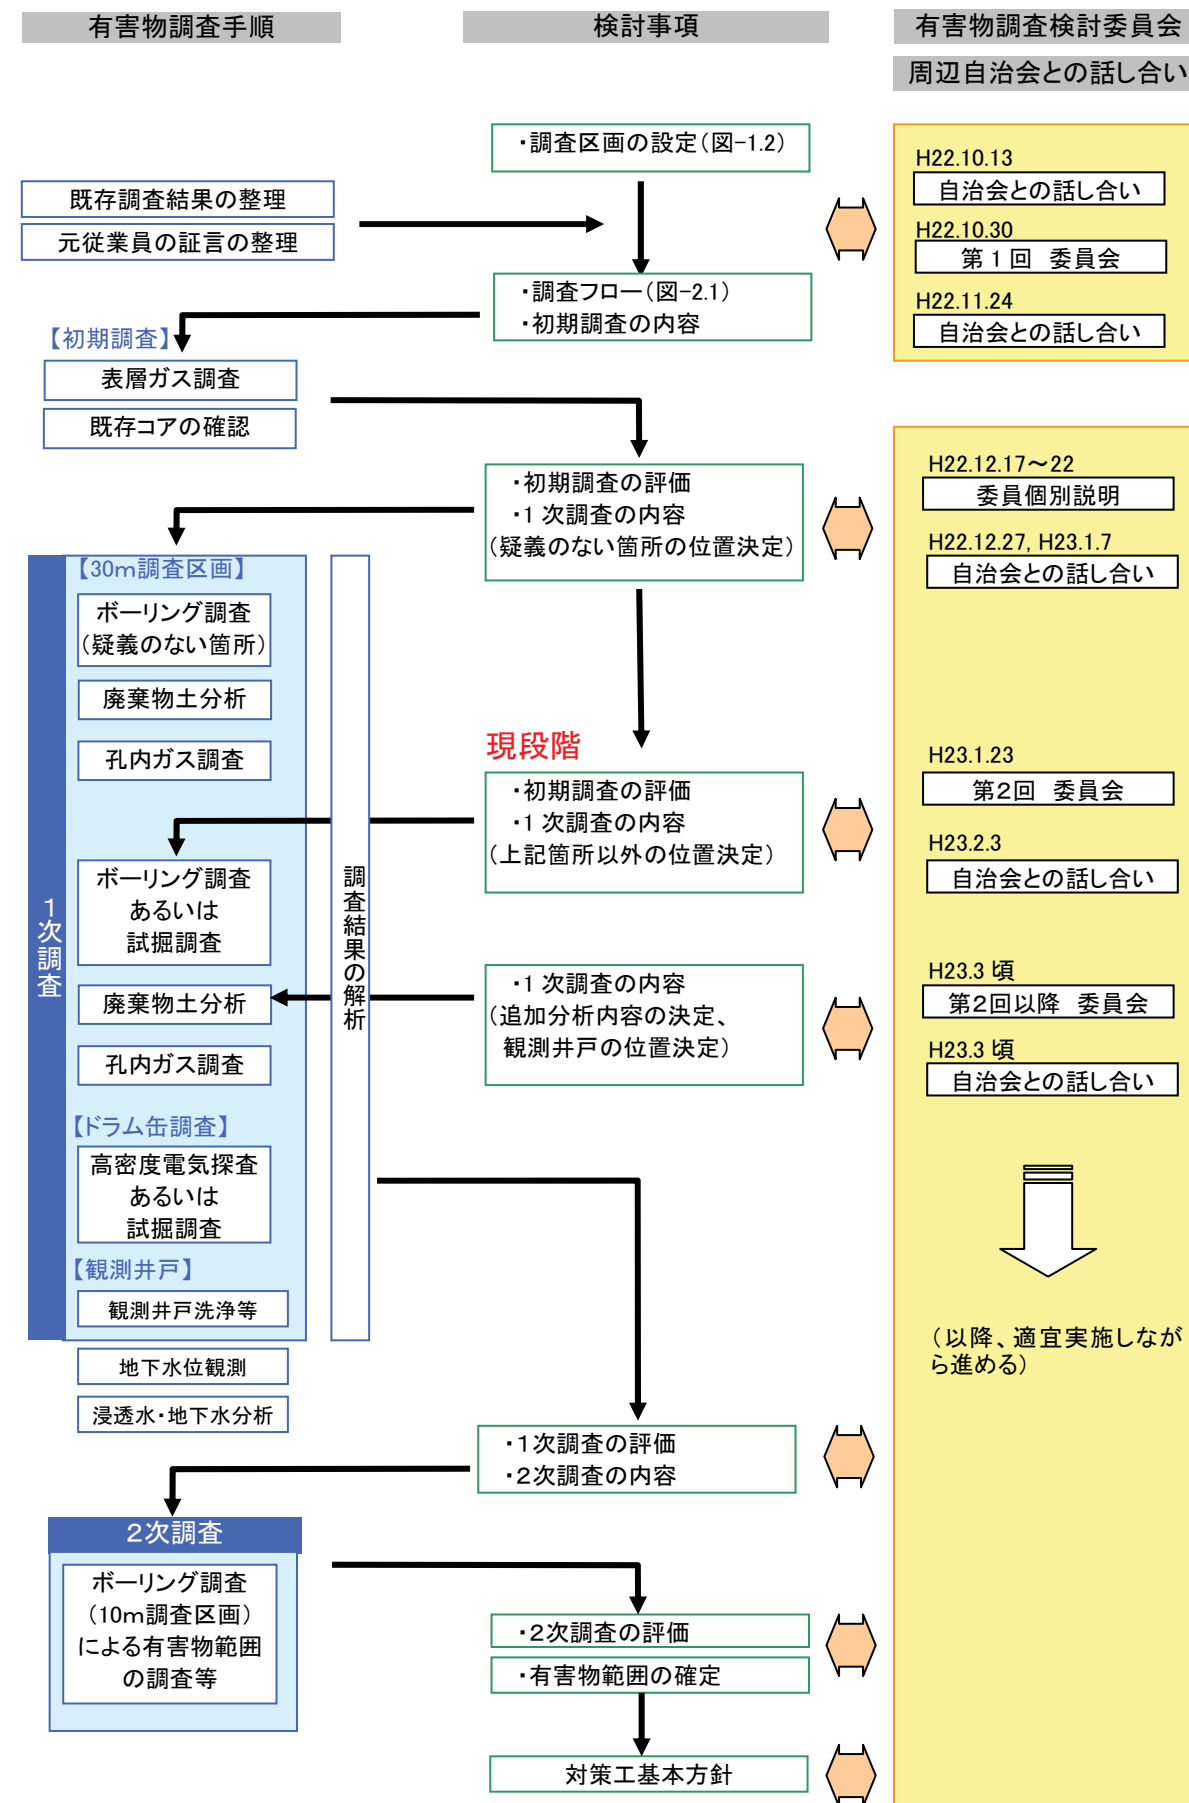 有害物調査手順
検討事項
有害物調査検討委員会
周辺自治会との話し合い
・調査区画の設定(図-1.2)
既存調査結果の整理
元従業員の証言の整理
H22.10.13
自治会との話し合い
H22.10.30
第1回 委員会
H22.11.24
自治会との話し合い
・調査フロー(図-2.1)
・初期調査の内容
【初期調査】
表層ガス調査
既存コアの確認
・初期調査の評価
・1 次調査の内容
(疑義のない箇所の位置決定)
H22.12.17～22
委員個別説明
H22.12.27, H23.1.7
自治会との話し合い
1次調査
【30m調査区画】
ボーリング調査
(疑義のない箇所)
廃棄物土分析
孔内ガス調査
調査結果の解析
現段階
・初期調査の評価
・1 次調査の内容
(上記箇所以外の位置決定)
H23.1.23
第2回 委員会
H23.2.3
自治会との話し合い
ボーリング調査
あるいは
試掘調査
廃棄物土分析
孔内ガス調査
・1 次調査の内容
(追加分析内容の決定、
観測井戸の位置決定)
H23.3 頃
第2回以降 委員会
H23.3 頃
自治会との話し合い
【ドラム缶調査】
高密度電気探査
あるいは
試掘調査
【観測井戸】
観測井戸洗浄等
地下水位観測
浸透水・地下水分析
(以降、適宜実施しなが
ら進める)
・1次調査の評価
・2次調査の内容
2次調査
ボーリング調査
(10m調査区画)
による有害物範囲
の調査等
・2次調査の評価
・有害物範囲の確定
対策工基本方針